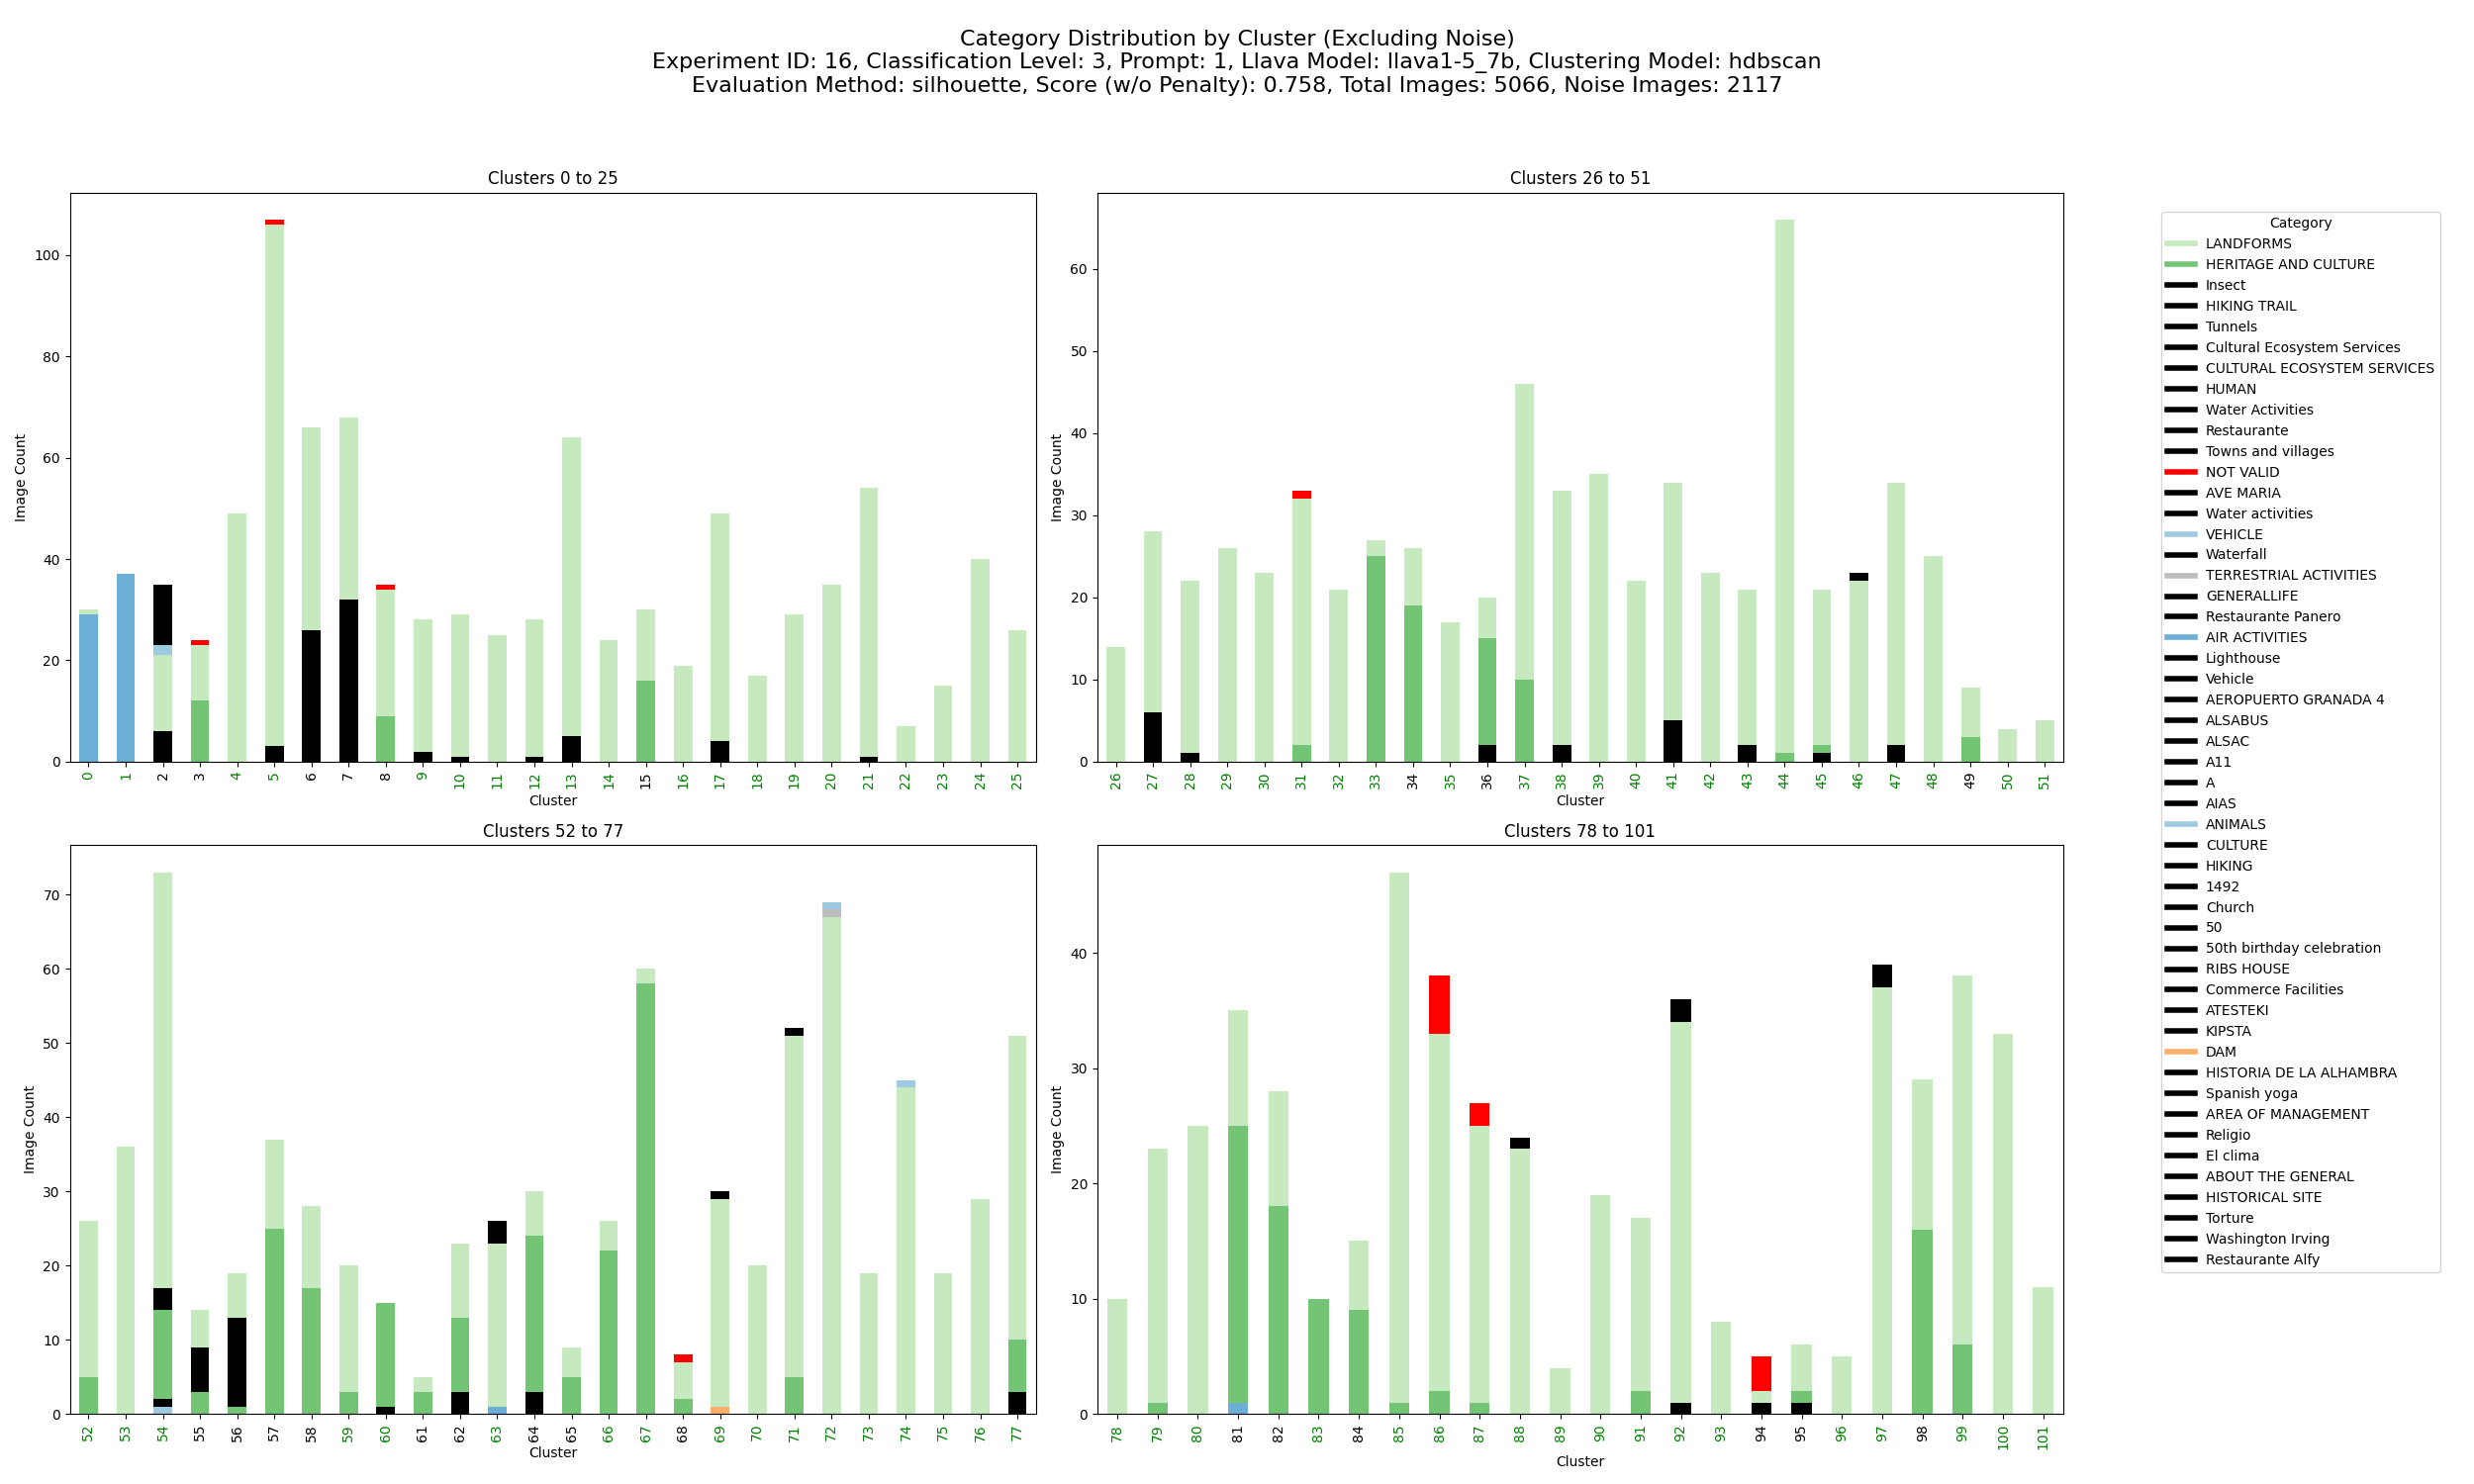 Category Distribution by Cluster (Excluding Noise)
Experiment ID: 16, Classification Level: 3, Prompt: 1, Llava Model: llava1-5_7b, Clustering Model: hdbscan
Evaluation Method: silhouette, Score (w/o Penalty): 0.758, Total Images: 5066, Noise Images: 2117
Clusters 0 to 25
Image Count
100
80
60
40
20
0
0 1 2 3 4 5 6 7 8 9 10 11 12 13 14 15 16 17 18 19 20 21 22 23 24 25
Cluster
Clusters 26 to 51
Image Count
60
50
40
30
20
10
0
26 27 28 29 30 31 32 33 34 35 36 37 38 39 40 41 42 43 44 45 46 47 48 49 50 51
Cluster
Clusters 52 to 77
Image Count
70
60
50
40
30
20
10
0
52 53 54 55 56 57 58 59 60 61 62 63 64 65 66 67 68 69 70 71 72 73 74 75 76 77
Cluster
Clusters 78 to 101
Image Count
40
30
20
10
0
78 79 80 81 82 83 84 85 86 87 88 89 90 91 92 93 94 95 96 97 98 99 100 101
Cluster
Category
LANDFORMS
HERITAGE AND CULTURE
Insect
HIKING TRAIL
Tunnels
Cultural Ecosystem Services
CULTURAL ECOSYSTEM SERVICES
HUMAN
Water Activities
Restaurante
Towns and villages
NOT VALID
AVE MARIA
Water activities
VEHICLE
Waterfall
TERRESTRIAL ACTIVITIES
GENERALLIFE
Restaurante Panero
AIR ACTIVITIES
Lighthouse
Vehicle
AEROPUERTO GRANADA 4
ALSABUS
ALSAC
A11
A
AIAS
ANIMALS
CULTURE
HIKING
1492
Church
50
50th birthday celebration
RIBS HOUSE
Commerce Facilities
ATESTEKI
KIPSTA
DAM
HISTORIA DE LA ALHAMBRA
Spanish yoga
AREA OF MANAGEMENT
Religio
El clima
ABOUT THE GENERAL
HISTORICAL SITE
Torture
Washington Irving
Restaurante Alfy